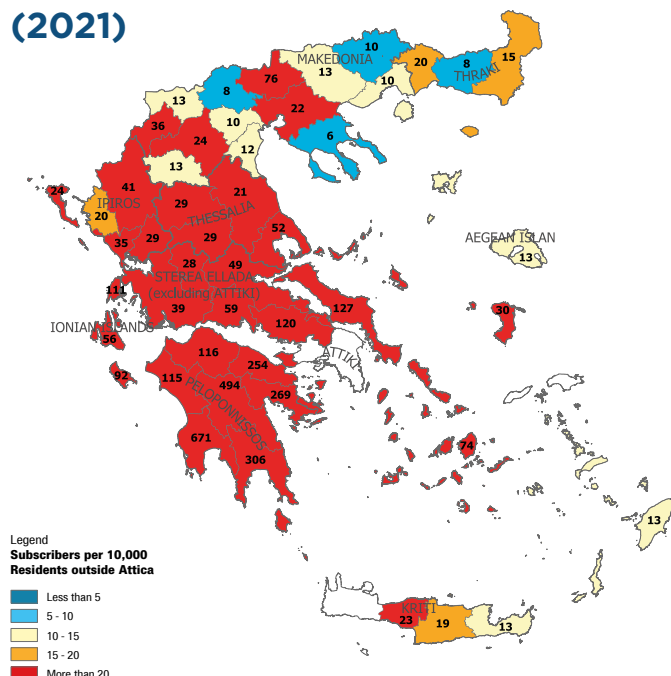 (2021)
10
MAKEDONIA
13
76
20
8
15
THRAKI
10
13
8
22
36
10
24
6
12
13
24
41
21
IPIROS
29
20
THESSALIA
52
35
29
29
AEGEAN ISLAN
13
28
49
STEREA ELLADA
(excluding ATTIKI)
111
39
59
127
30
120
IONIAN ISLANDS
56
116
ATTIKI
254
92
115
494
269
PELOPONNISOS
671
306
74
13
KRITI
23
19
13
Legend
Subscribers per 10,000
Residents outside Attica
Less than 5
5 - 10
10 - 15
15 - 20
More than 20